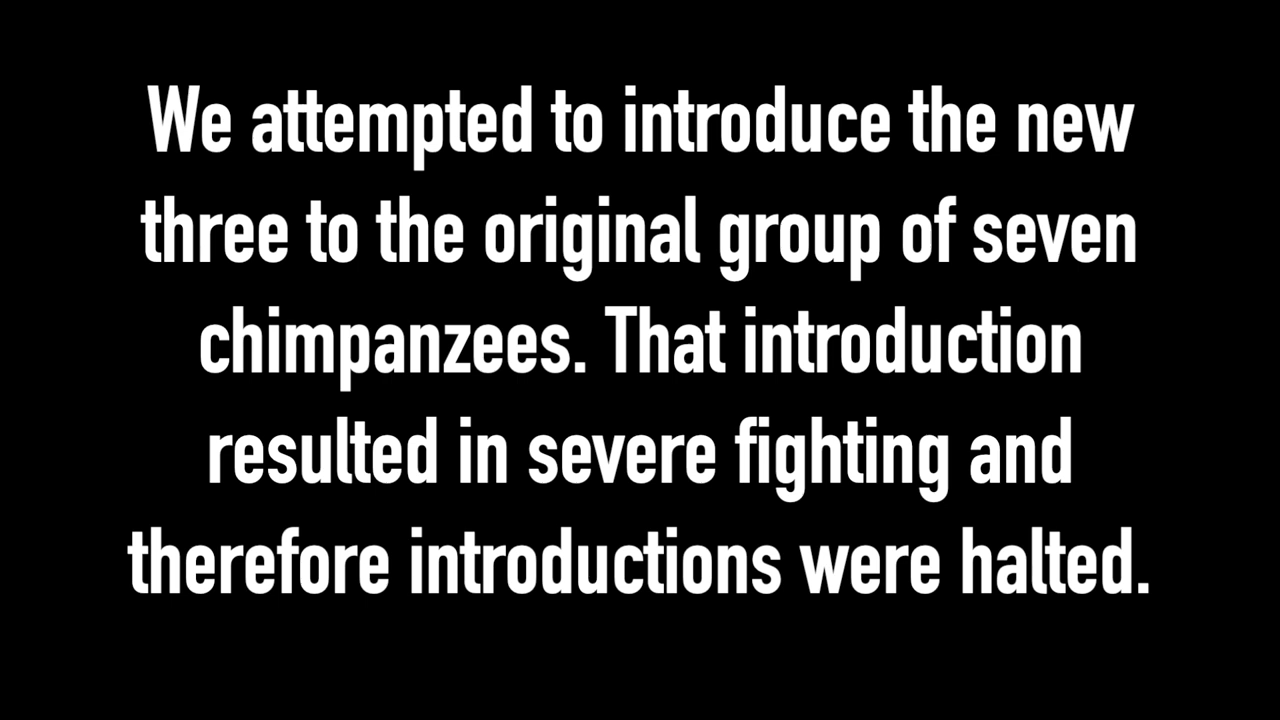 We attempted to introduce the new
three to the original group of seven
chimpanzees. That introduction
resulted in severe fighting and
therefore introductions were halted.